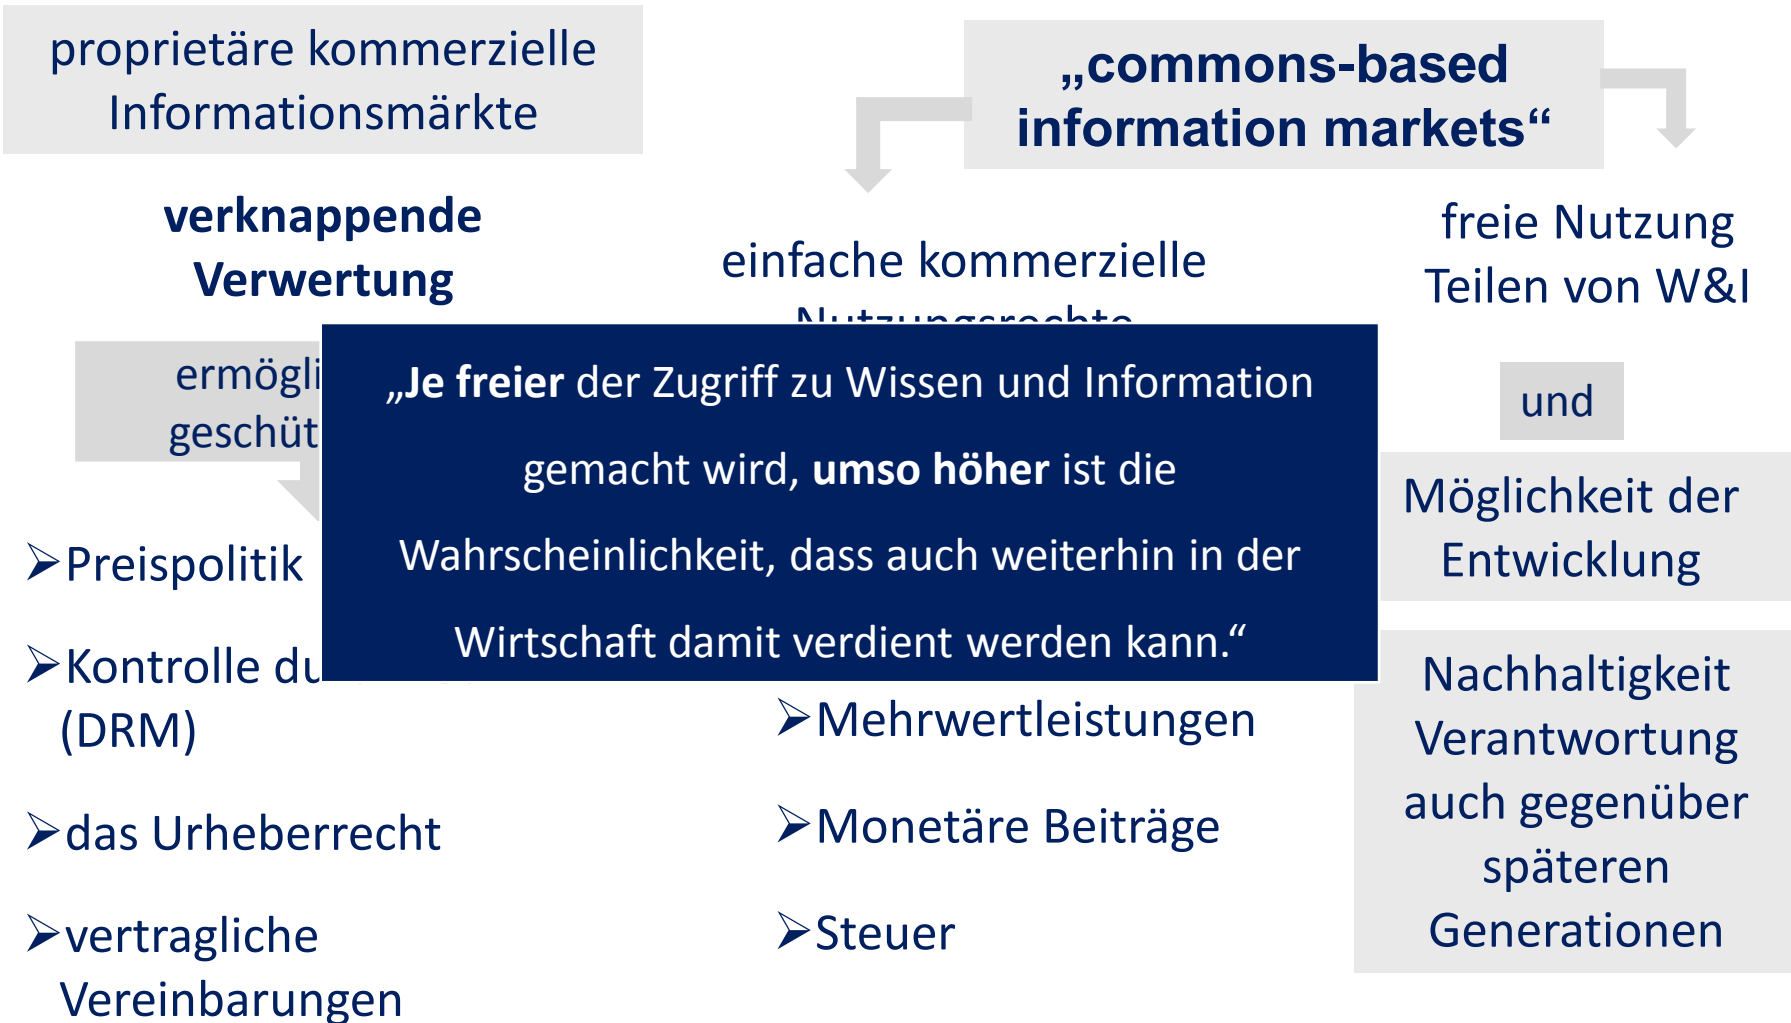 proprietäre kommerzielle
Informationsmärkte
verknappende
Verwertung
geschüt
➢Preispolitik
➢Kontrolle
(DRM)
➢das Urheberrecht
➢vertragliche
Vereinbarungen
„commons-based
information markets“
einfache kommerzielle
Nutzungsrechte
„Je freier der Zugriff zu Wissen und Information
gemacht wird, umso höher ist die
Wahrscheinlichkeit, dass auch weiterhin in der
Wirtschaft damit verdient werden kann.“
➢Mehrwertleistungen
➢Monetäre Beiträge
➢Steuer
freie Nutzung
Teilen von W&I
und
Möglichkeit der
Entwicklung
Nachhaltigkeit
Verantwortung
auch gegenüber
späteren
Generationen